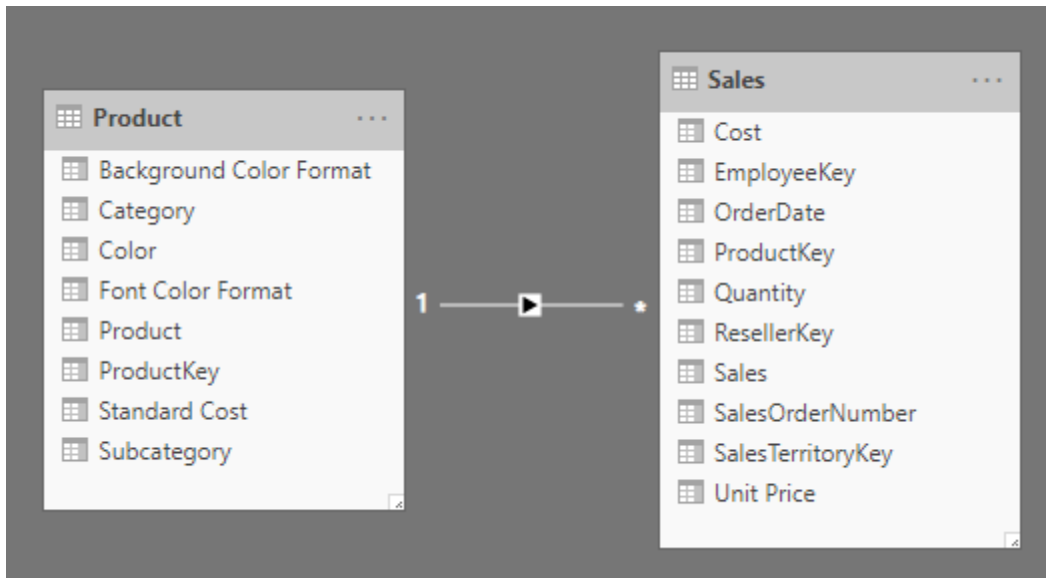 Product ...
Background Color Format
Category
Color
Font Color Format
Product
ProductKey
Standard Cost
Subcategory
1
*
Sales ...
Cost
EmployeeKey
OrderDate
ProductKey
Quantity
ResellerKey
Sales
SalesOrderNumber
SalesTerritoryKey
Unit Price